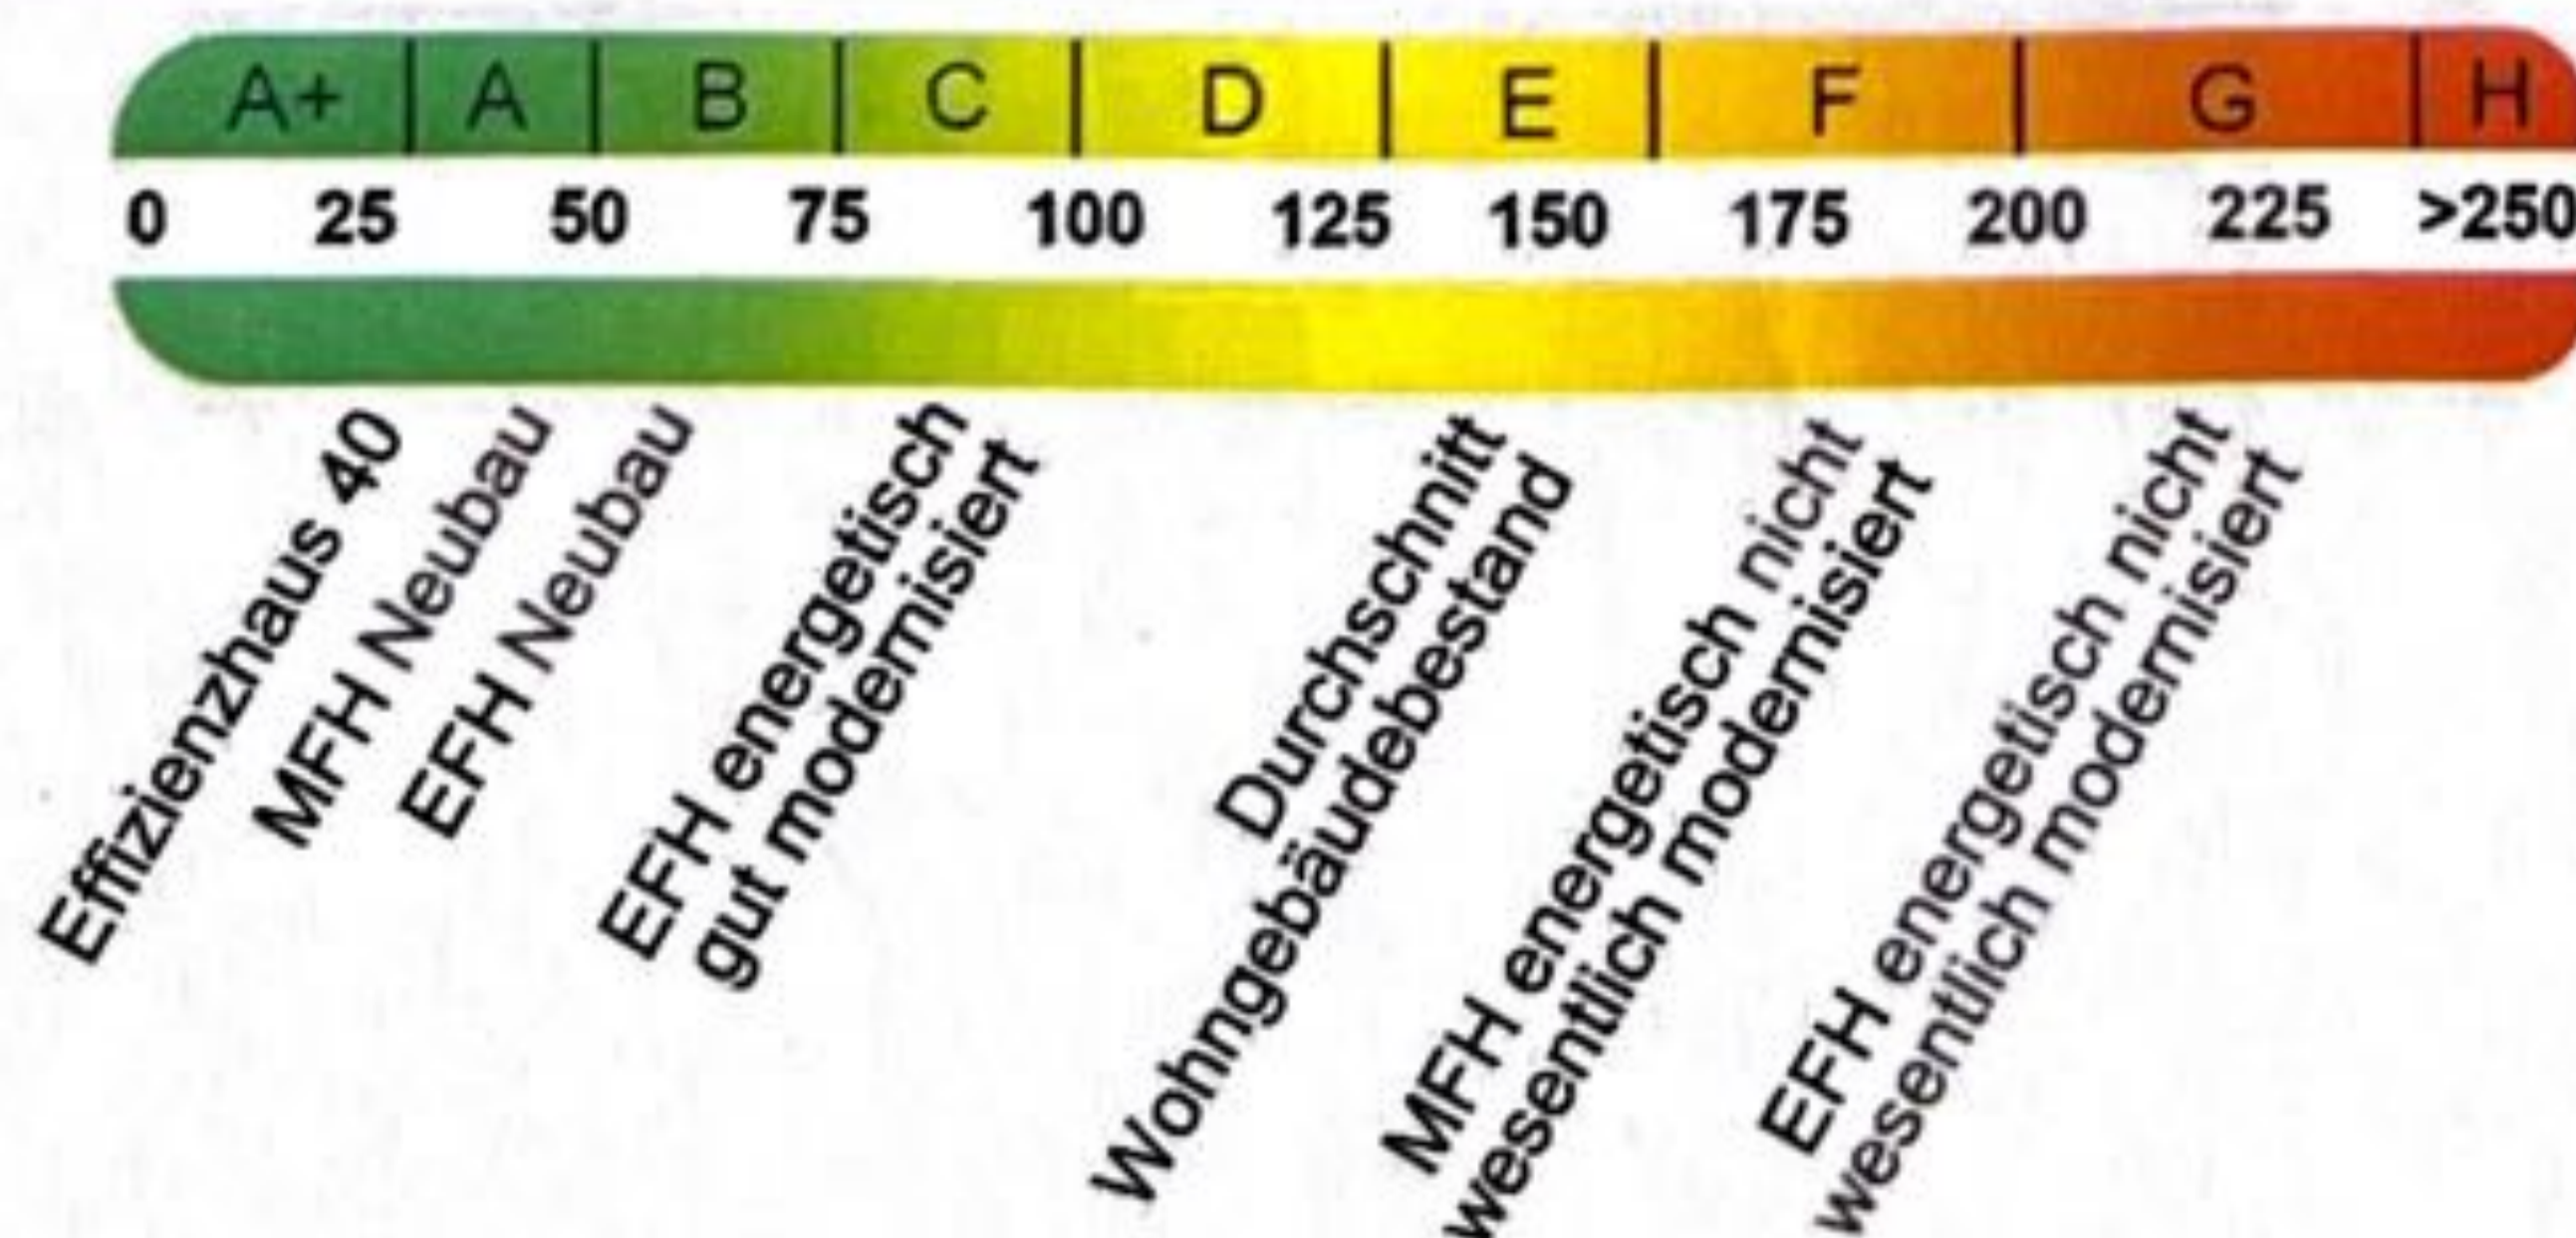 A+ A B C D E F G H
0 25 50 75 100 125 150 175 200 225 >250
Effizienzhaus 40
MFH Neubau
EFH Neubau
EFH energetisch
gut modernisiert
Durchschnitt
Wohngebäudebestand
MFH energetisch nicht
wesentlich modernisiert
EFH energetisch nicht
wesentlich modernisiert